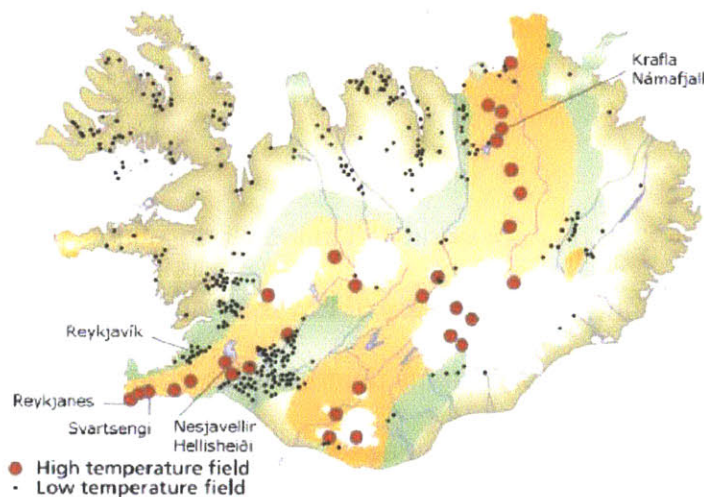 Krafla
Námafjall
Reykjavík
Reykjanes
Svartsengi
Nesjavellir
Hellisheiði
High temperature field
Low temperature field